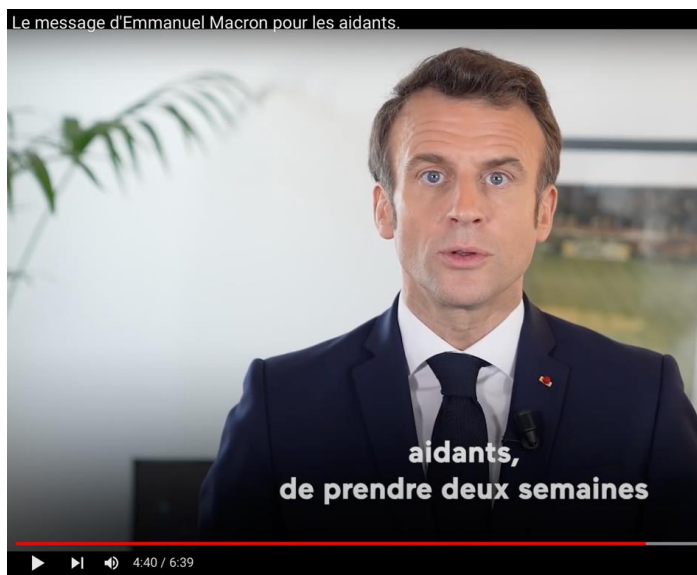 Le message d'Emmanuel Macron pour les aidants.
aidants,
de prendre deux semaines
4:40 / 6:39